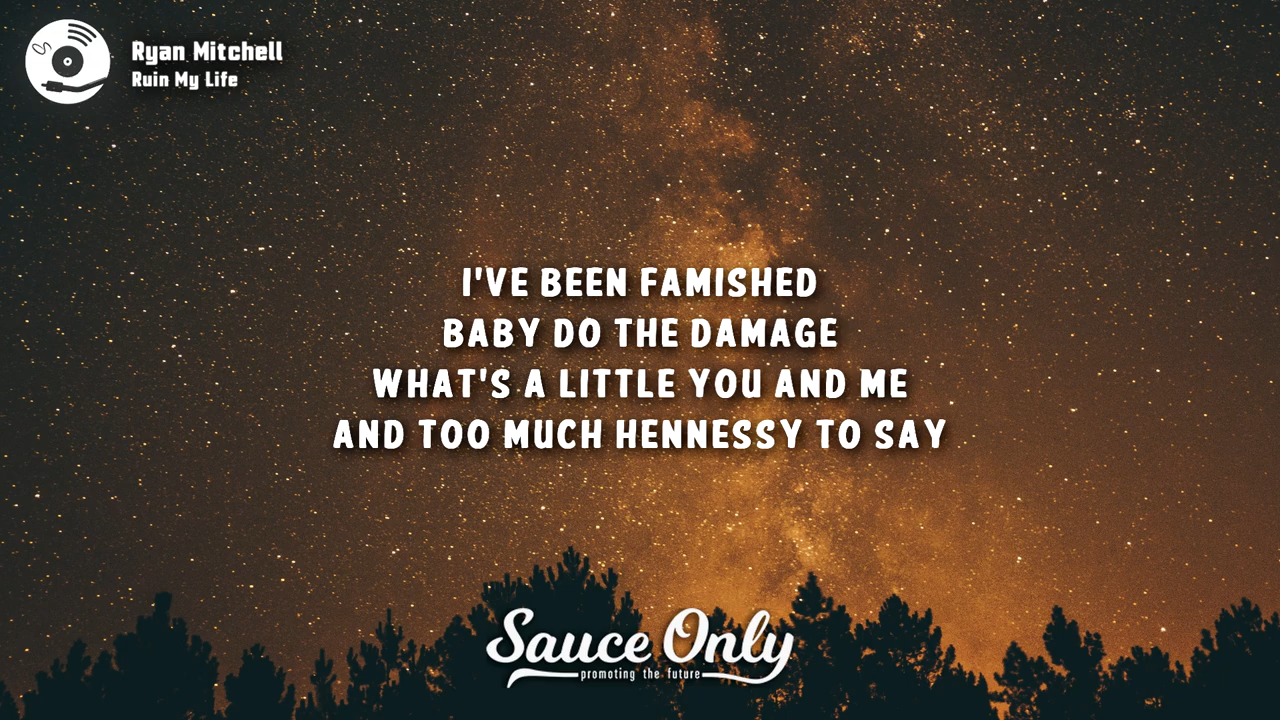 Ryan Mitchell
Ruin My Life
I'VE BEEN FAMISHED
BABY DO THE DAMAGE
WHAT'S A LITTLE YOU AND ME
AND TOO MUCH HENNESSY TO SAY
Sauce Only
promoting the future